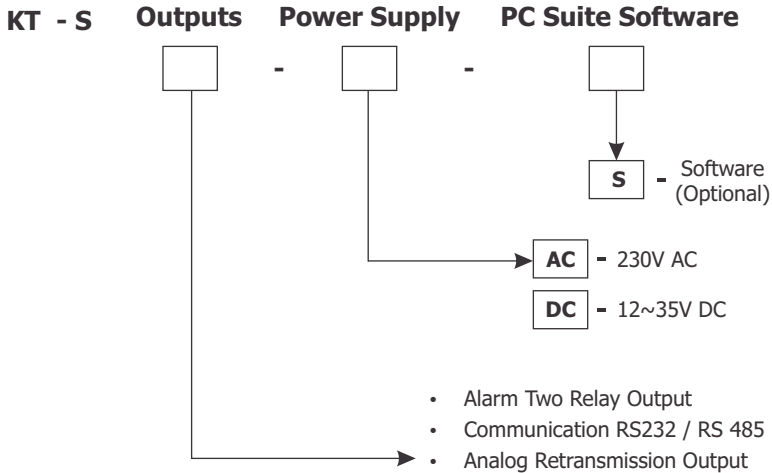 KT - S Outputs Power Supply PC Suite Software
- -
S - Software
(Optional)
AC - 230V AC
DC - 12~35V DC
• Alarm Two Relay Output
• Communication RS232 / RS 485
• Analog Retransmission Output